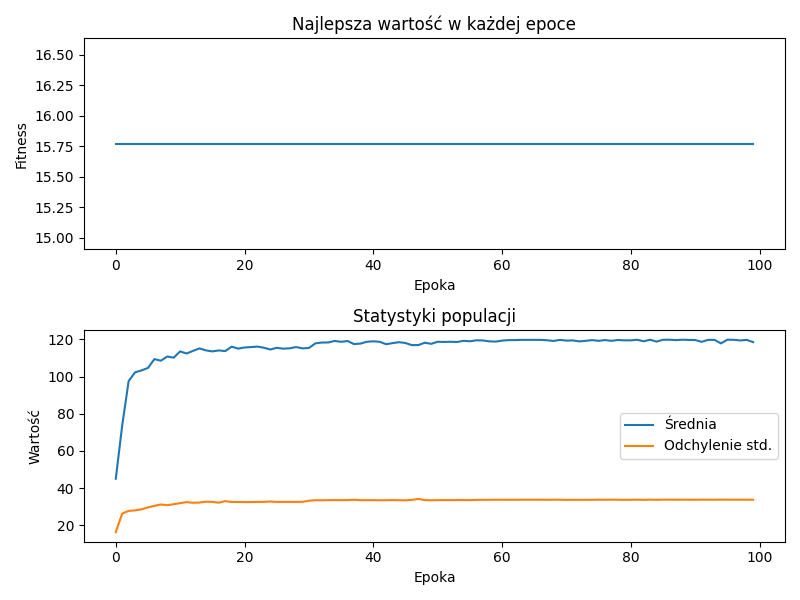 Najlepsza wartość w każdej epoce
16.50
16.25
16.00
15.75
15.50
15.25
15.00
Fitness
0 20 40 60 80 100
Epoka
Statystyki populacji
120
100
80
60
40
20
Wartość
Średnia
Odchylenie std.
0 20 40 60 80 100
Epoka